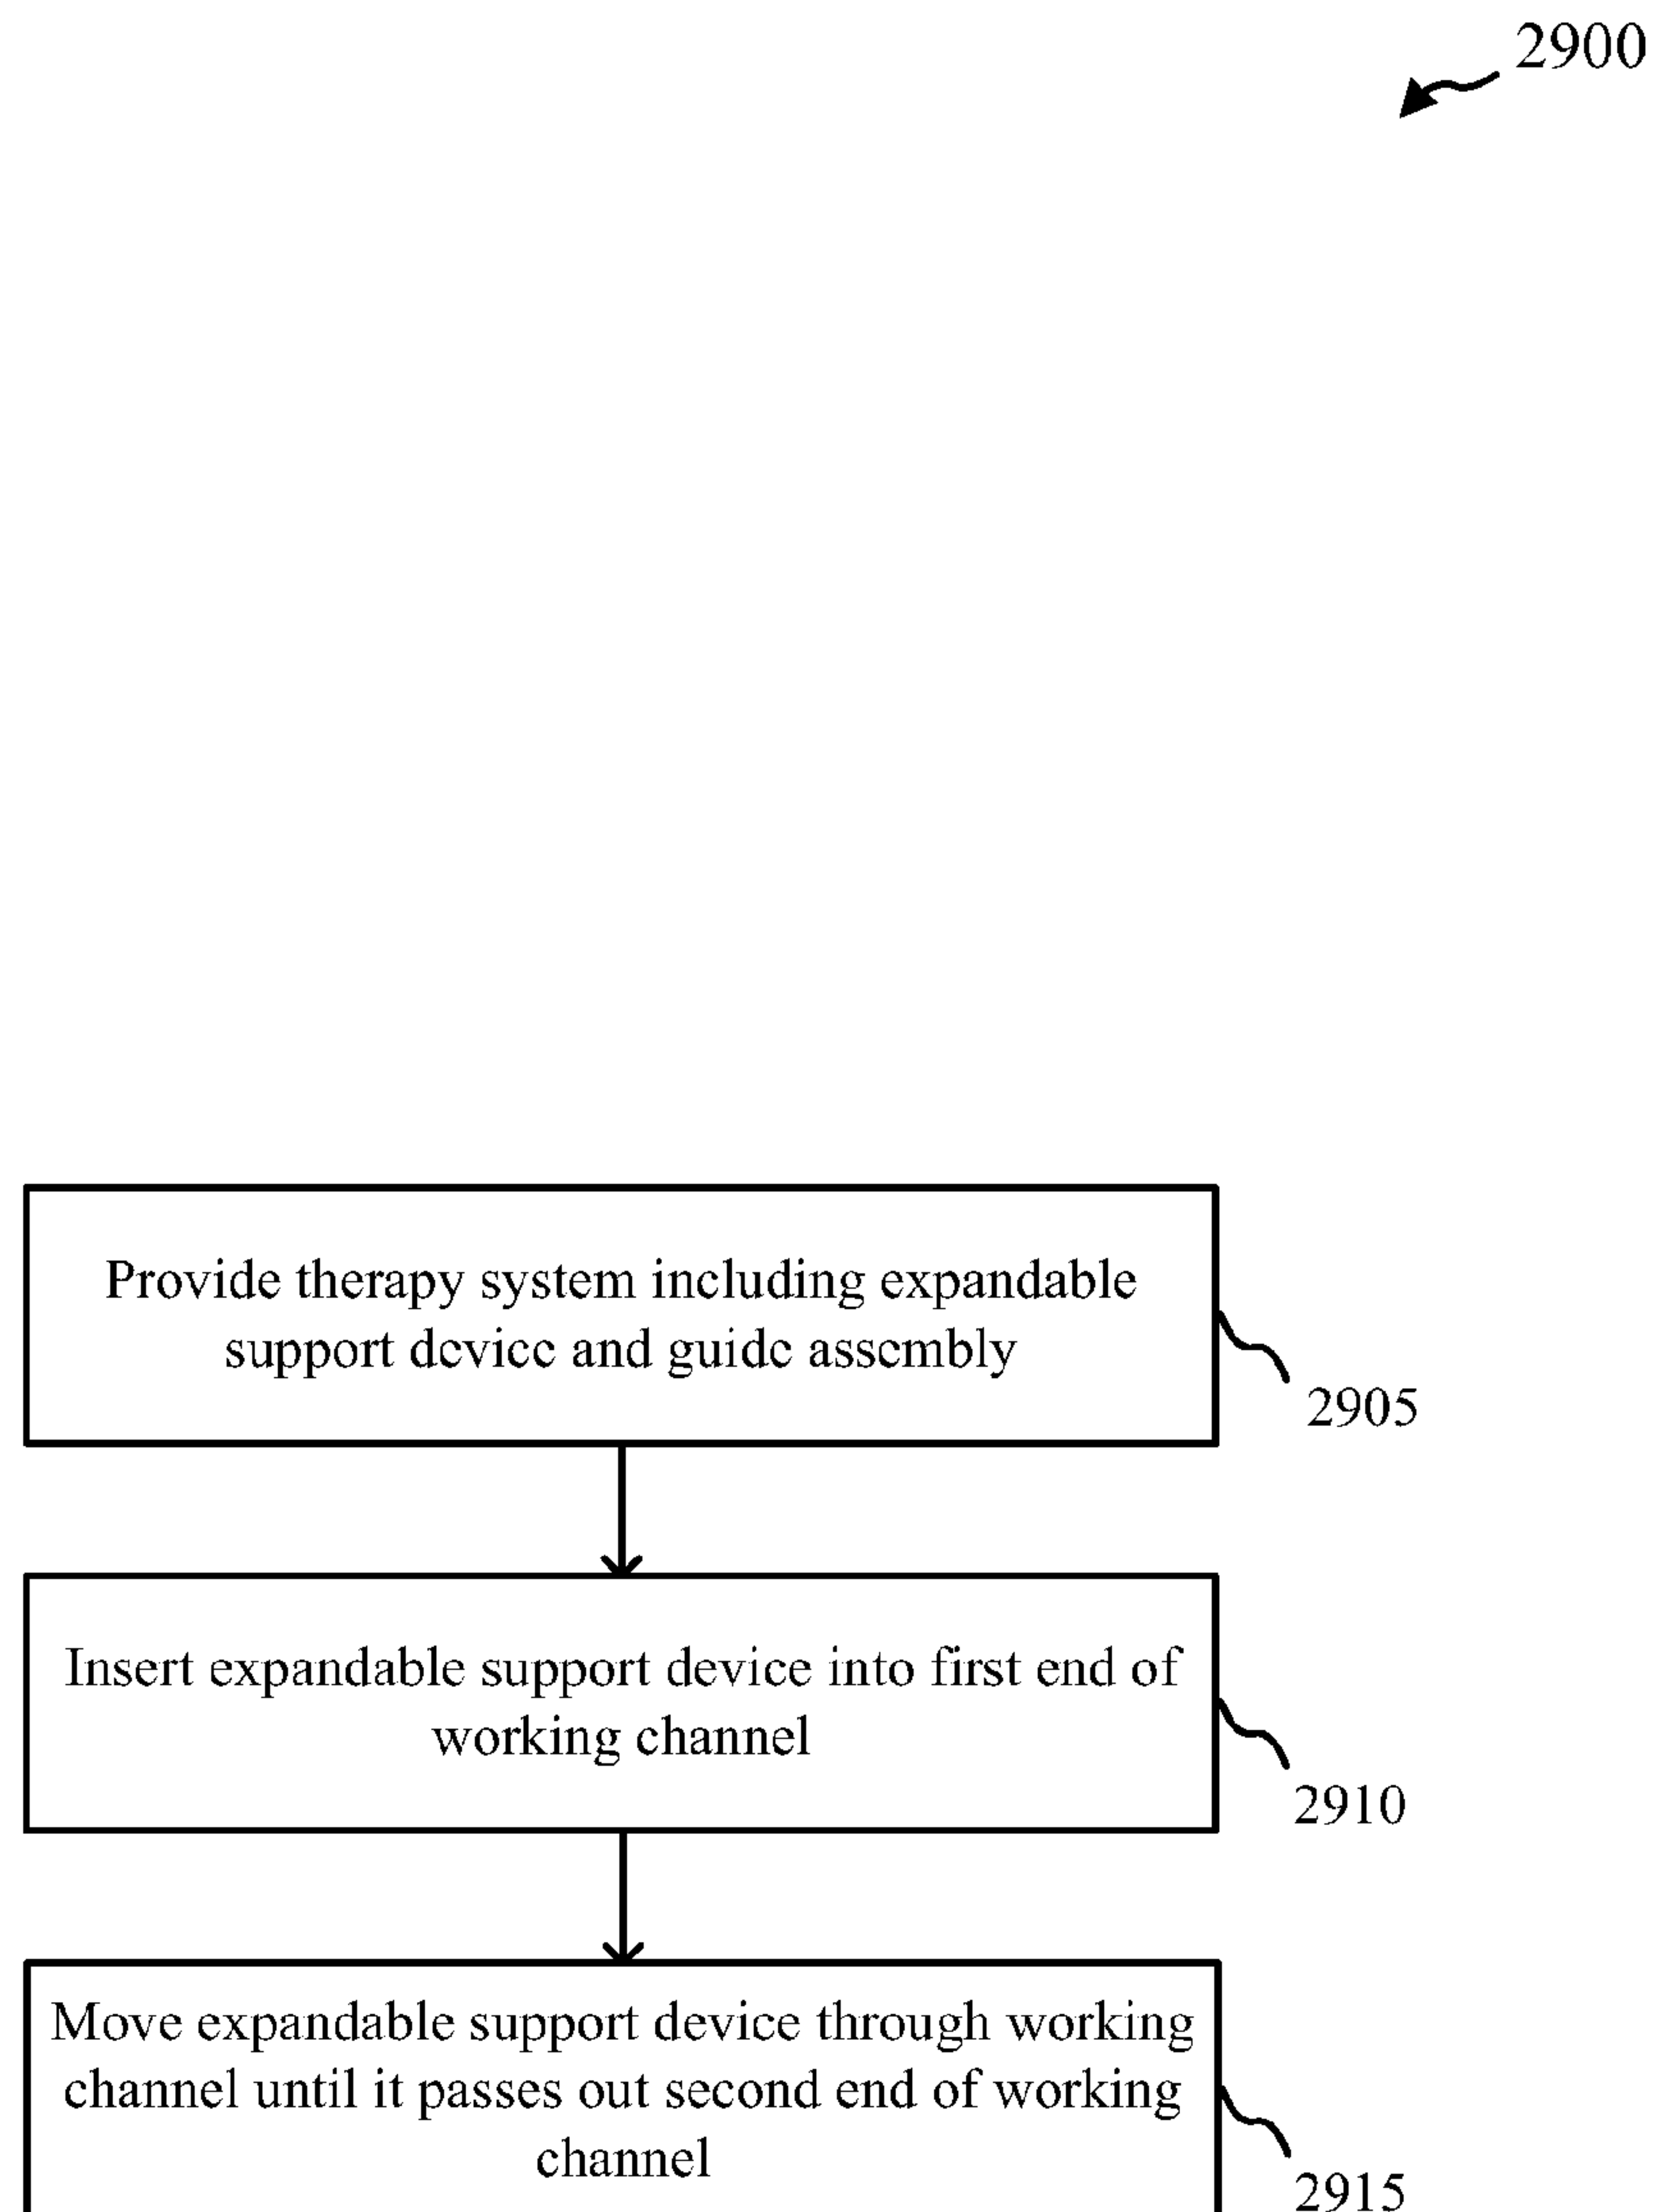 2900
Provide therapy system including expandable
support device and guide assembly
2905
Insert expandable support device into first end of
working channel
2910
Move expandable support device through working
channel until it passes out second end of working
channel
2915